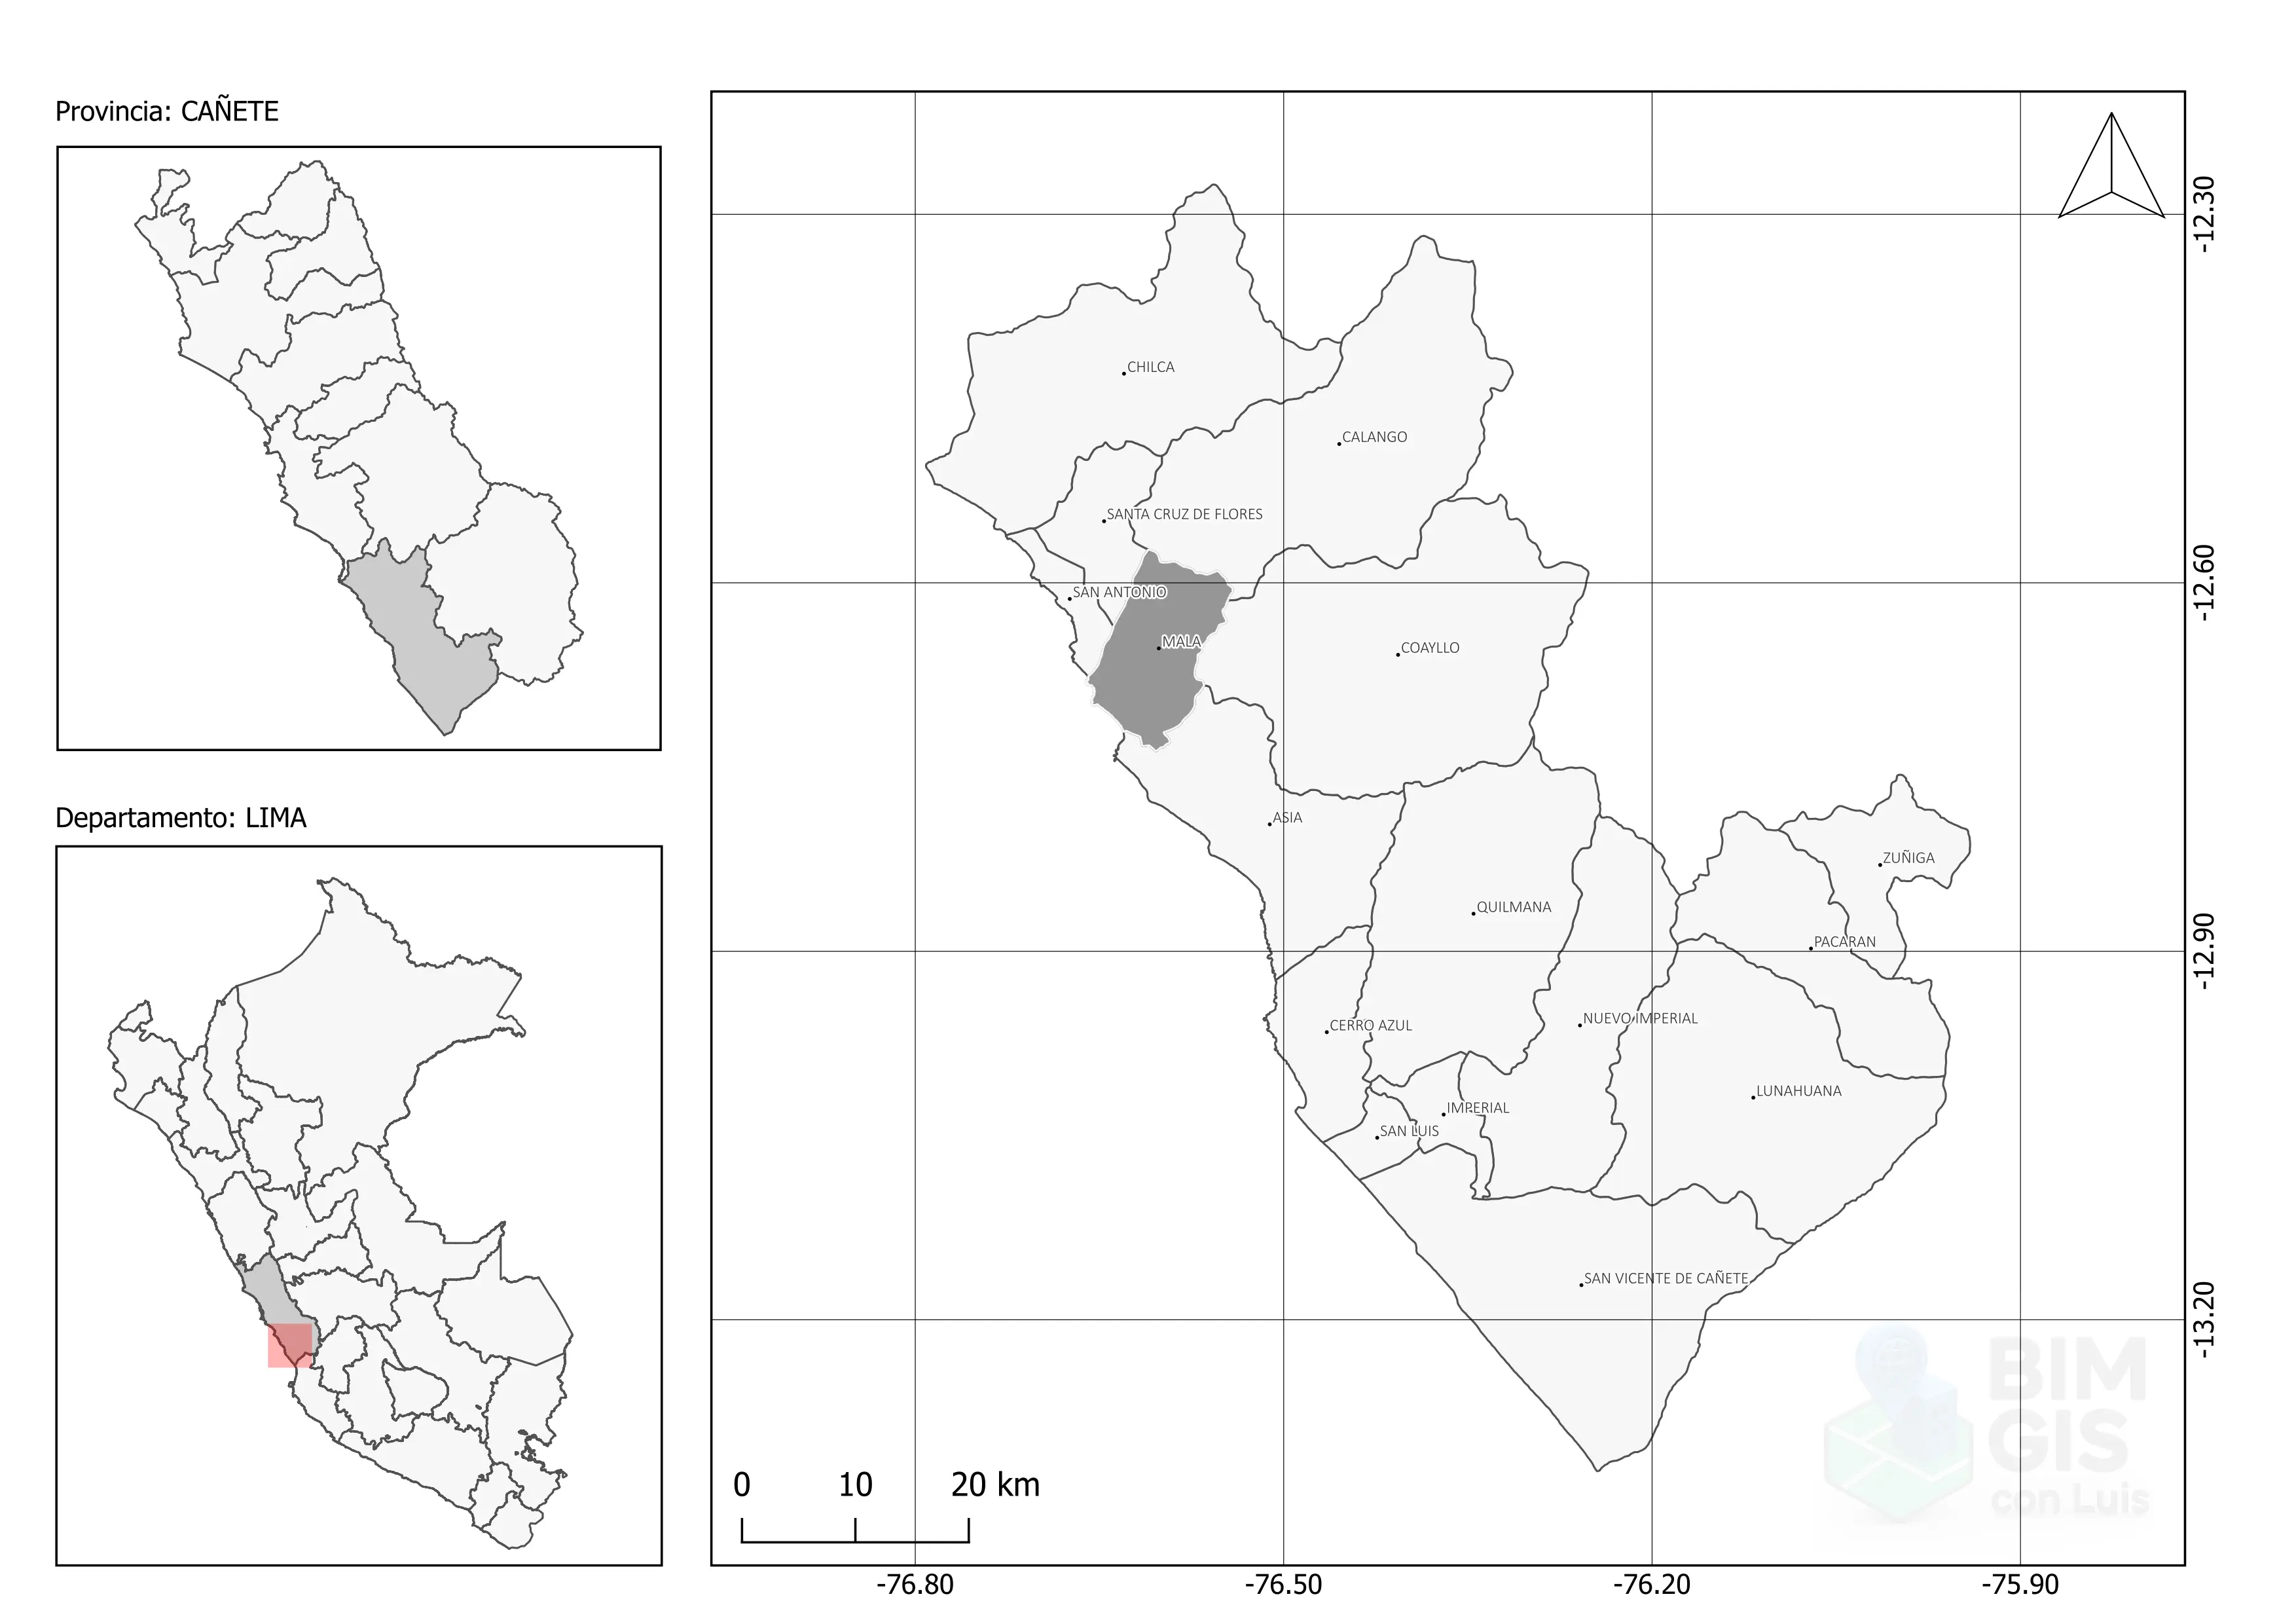 Provincia: CAÑETE
Departamento: LIMA
CHILCA
CALANGO
SANTA CRUZ DE FLORES
SAN ANTONIO
MALA
COAYLLO
ASIA
ZUÑIGA
QUILMANA
PACARAN
NUEVO IMPERIAL
CERRO AZUL
LUNAHUANA
IMPERIAL
SAN LUIS
SAN VICENTE DE CAÑETE
-12.30
-12.60
-12.90
-13.20
BIM
GIS
con Luis
0 10 20 km
-76.80 -76.50 -76.20 -75.90